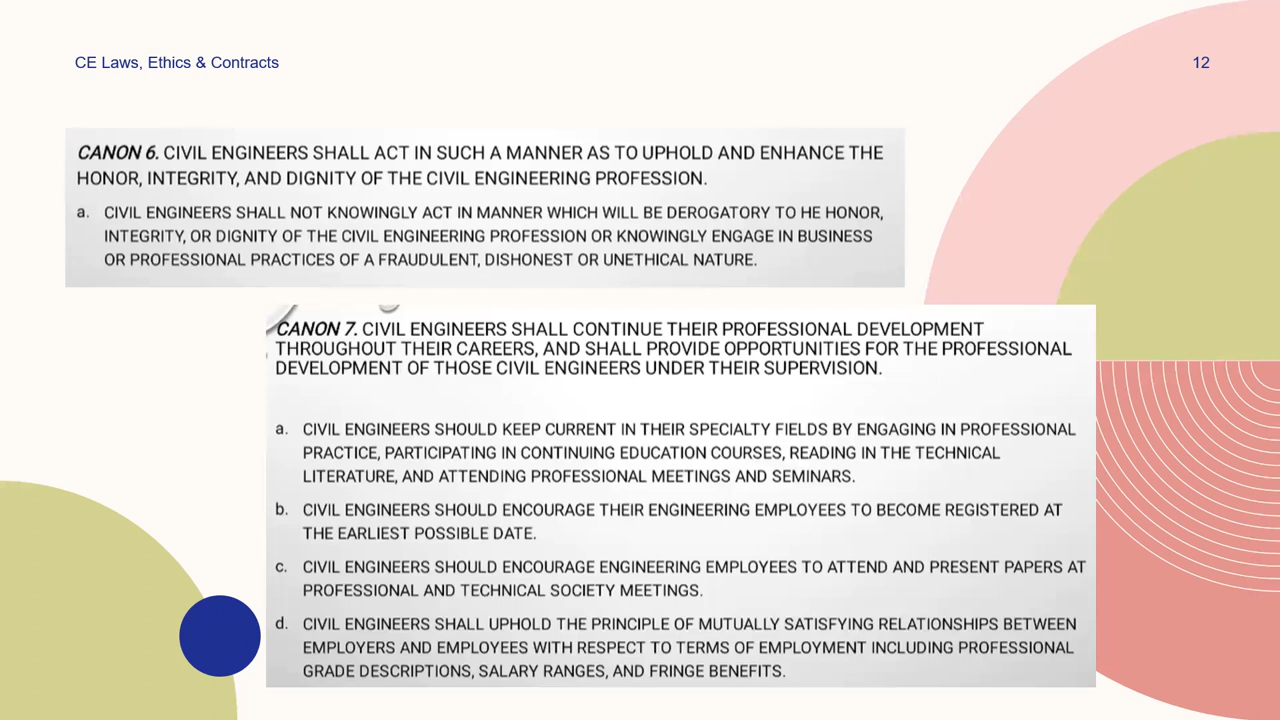 CE Laws, Ethics & Contracts
12
CANON 6. CIVIL ENGINEERS SHALL ACT IN SUCH A MANNER AS TO UPHOLD AND ENHANCE THE
HONOR, INTEGRITY, AND DIGNITY OF THE CIVIL ENGINEERING PROFESSION.
a. CIVIL ENGINEERS SHALL NOT KNOWINGLY ACT IN MANNER WHICH WILL BE DEROGATORY TO HE HONOR,
INTEGRITY, OR DIGNITY OF THE CIVIL ENGINEERING PROFESSION OR KNOWINGLY ENGAGE IN BUSINESS
OR PROFESSIONAL PRACTICES OF A FRAUDULENT, DISHONEST OR UNETHICAL NATURE.
CANON 7. CIVIL ENGINEERS SHALL CONTINUE THEIR PROFESSIONAL DEVELOPMENT
THROUGHOUT THEIR CAREERS, AND SHALL PROVIDE OPPORTUNITIES FOR THE PROFESSIONAL
DEVELOPMENT OF THOSE CIVIL ENGINEERS UNDER THEIR SUPERVISION.
a. CIVIL ENGINEERS SHOULD KEEP CURRENT IN THEIR SPECIALTY FIELDS BY ENGAGING IN PROFESSIONAL
PRACTICE, PARTICIPATING IN CONTINUING EDUCATION COURSES, READING IN THE TECHNICAL
LITERATURE, AND ATTENDING PROFESSIONAL MEETINGS AND SEMINARS.
b. CIVIL ENGINEERS SHOULD ENCOURAGE THEIR ENGINEERING EMPLOYEES TO BECOME REGISTERED AT
THE EARLIEST POSSIBLE DATE.
c. CIVIL ENGINEERS SHOULD ENCOURAGE ENGINEERING EMPLOYEES TO ATTEND AND PRESENT PAPERS AT
PROFESSIONAL AND TECHNICAL SOCIETY MEETINGS.
d. CIVIL ENGINEERS SHALL UPHOLD THE PRINCIPLE OF MUTUALLY SATISFYING RELATIONSHIPS BETWEEN
EMPLOYERS AND EMPLOYEES WITH RESPECT TO TERMS OF EMPLOYMENT INCLUDING PROFESSIONAL
GRADE DESCRIPTIONS, SALARY RANGES, AND FRINGE BENEFITS.